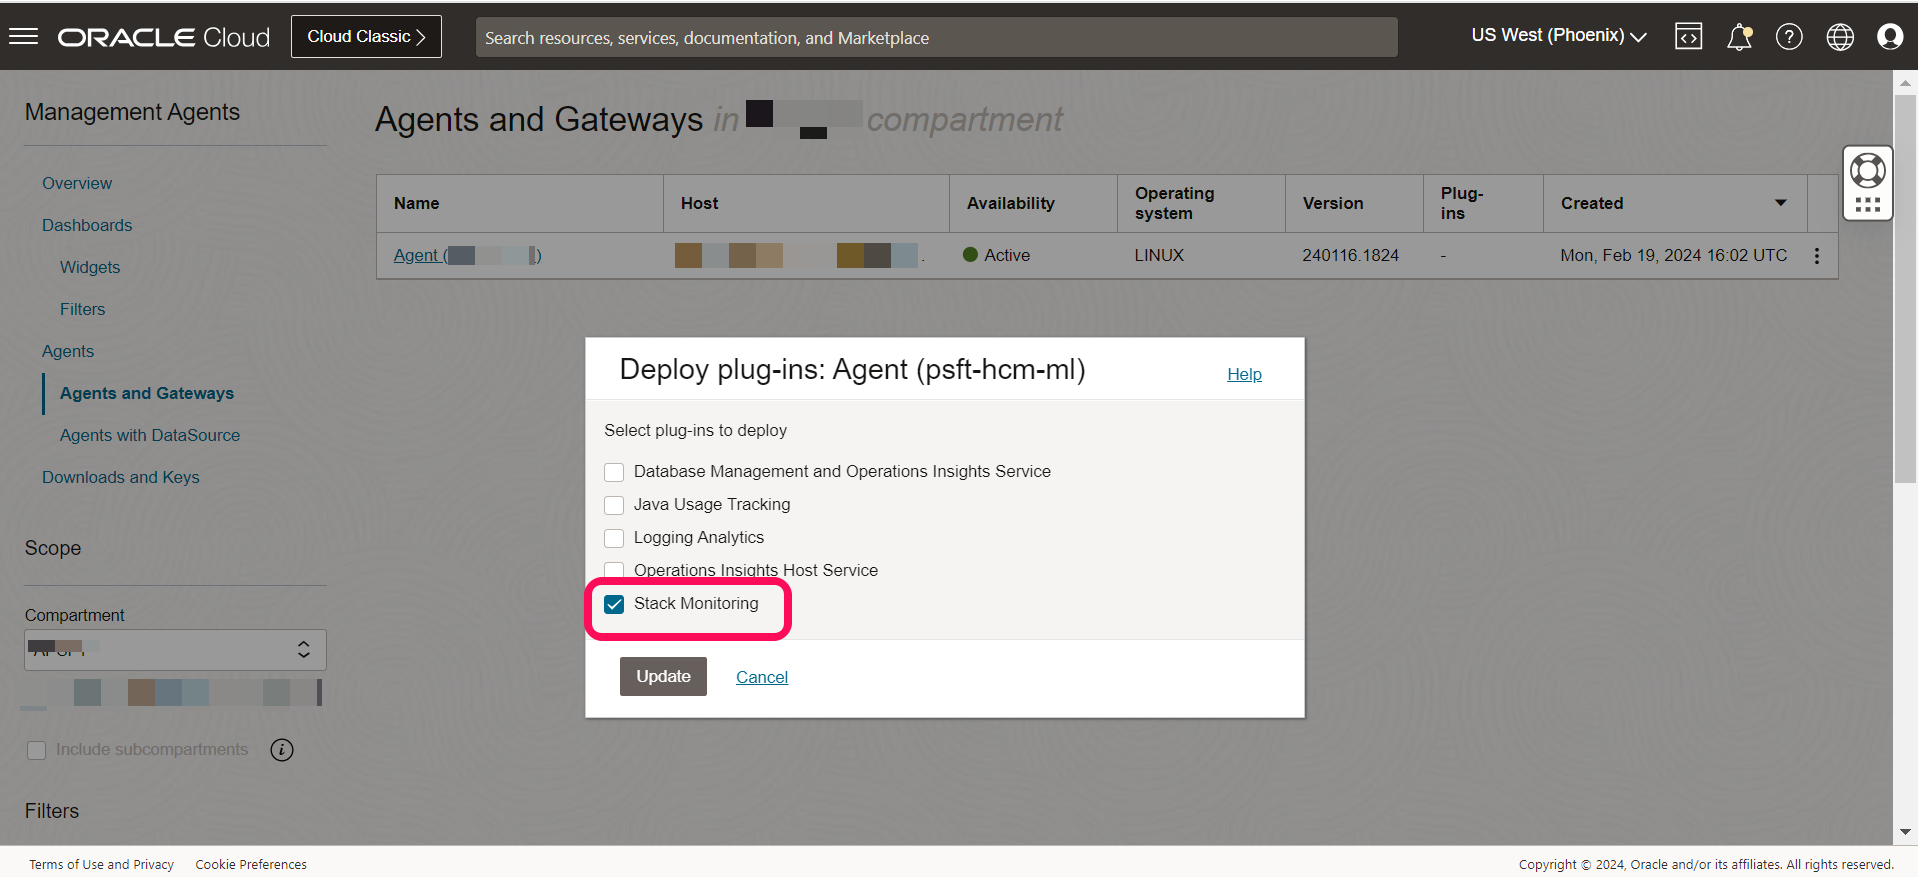 ORACLE Cloud
Cloud Classic
Search resources, services, documentation, and Marketplace
US West (Phoenix)
Management Agents
Overview
Dashboards
Widgets
Filters
Agents
Agents and Gateways
Agents with DataSource
Downloads and Keys
Scope
Compartment
Include subcompartments
Filters
Agents and Gateways in compartment
Name Host Availability Operating system Version Plug-ins Created
Agent ( ) . Active LINUX 240116.1824 - Mon, Feb 19, 2024 16:02 UTC
Deploy plug-ins: Agent (psft-hcm-ml)
Help
Select plug-ins to deploy
Database Management and Operations Insights Service
Java Usage Tracking
Logging Analytics
Operations Insights Host Service
Stack Monitoring
Update Cancel
Terms of Use and Privacy Cookie Preferences
Copyright © 2024, Oracle and/or its affiliates. All rights reserved.